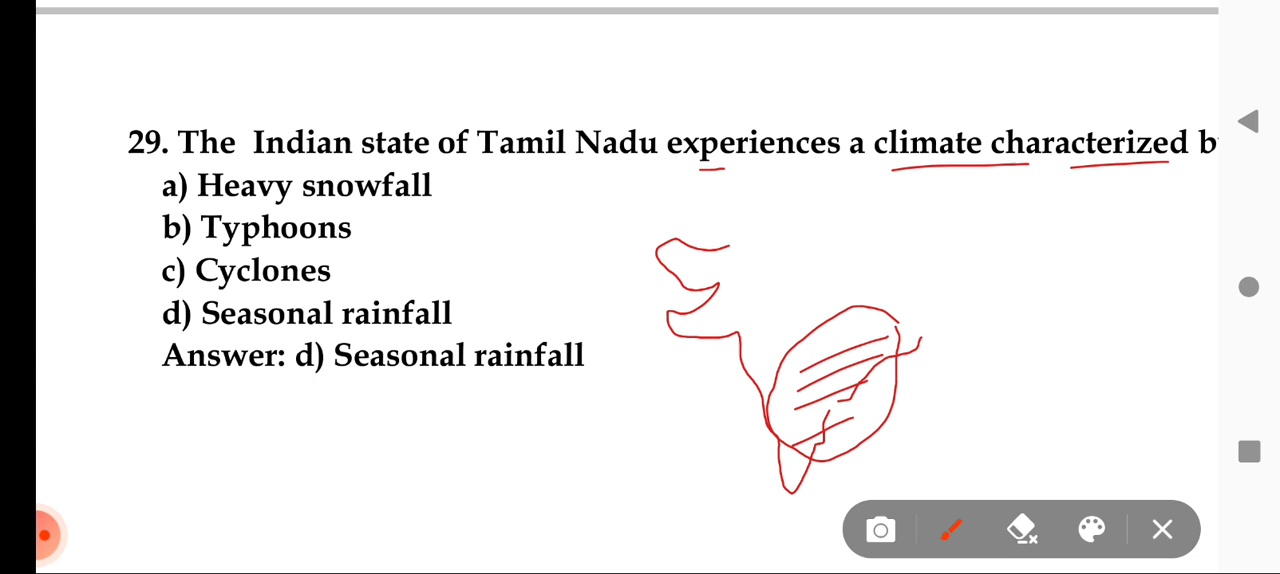 29. The Indian state of Tamil Nadu experiences a climate characterized b
a) Heavy snowfall
b) Typhoons
c) Cyclones
d) Seasonal rainfall
Answer: d) Seasonal rainfall